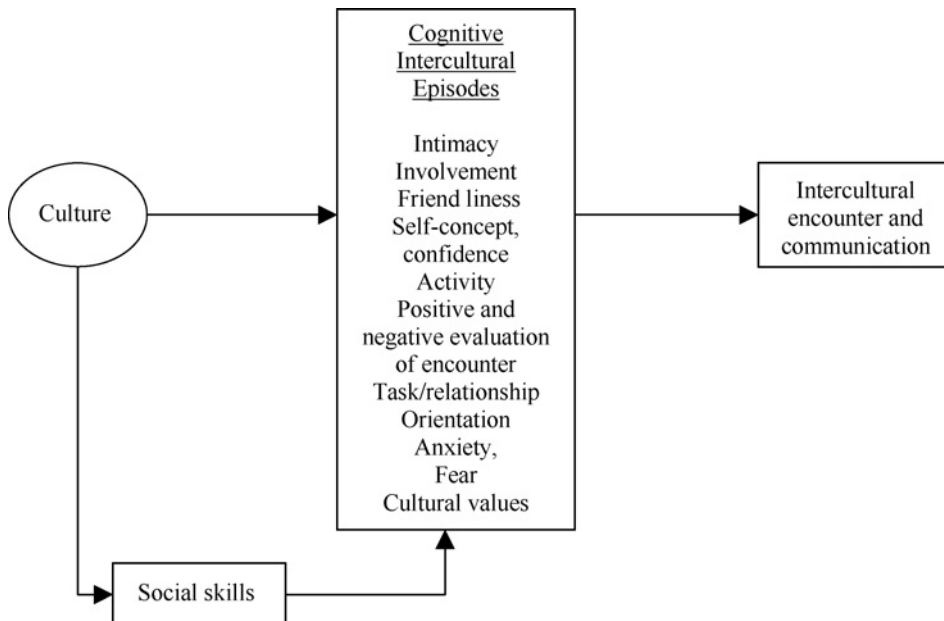 Cognitive
Intercultural
Episodes
Intimacy
Involvement
Friend liness
Self-concept,
confidence
Activity
Positive and
negative evaluation
of encounter
Task/relationship
Orientation
Anxiety,
Fear
Cultural values
Culture
Intercultural
encounter and
communication
Social skills